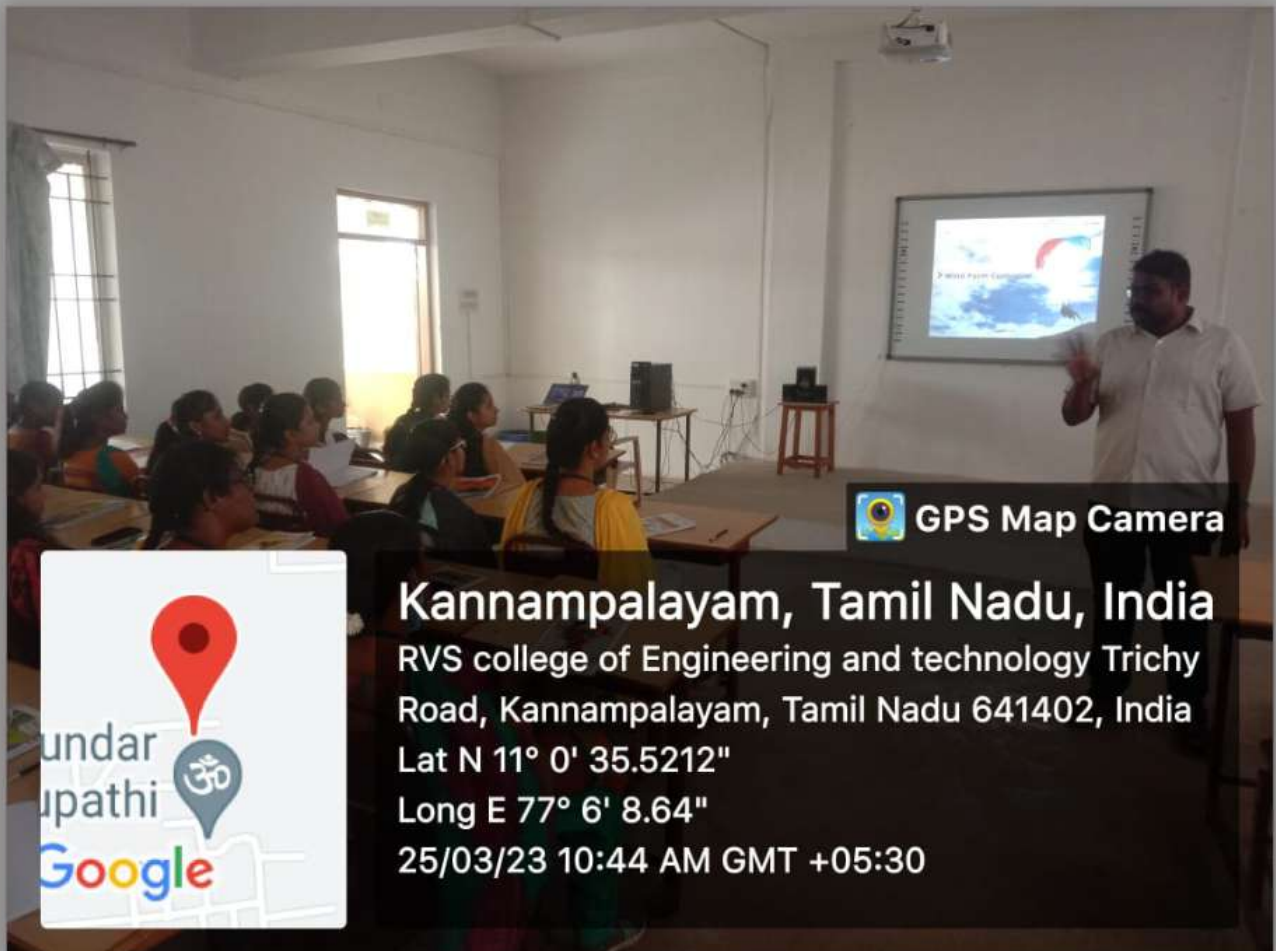 GPS Map Camera
Kannampalayam, Tamil Nadu, India
RVS college of Engineering and technology Trichy
Road, Kannampalayam, Tamil Nadu 641402, India
Lat N 11° 0' 35.5212"
Long E 77° 6' 8.64"
25/03/23 10:44 AM GMT +05:30
undar
upathi
ॐ
Google